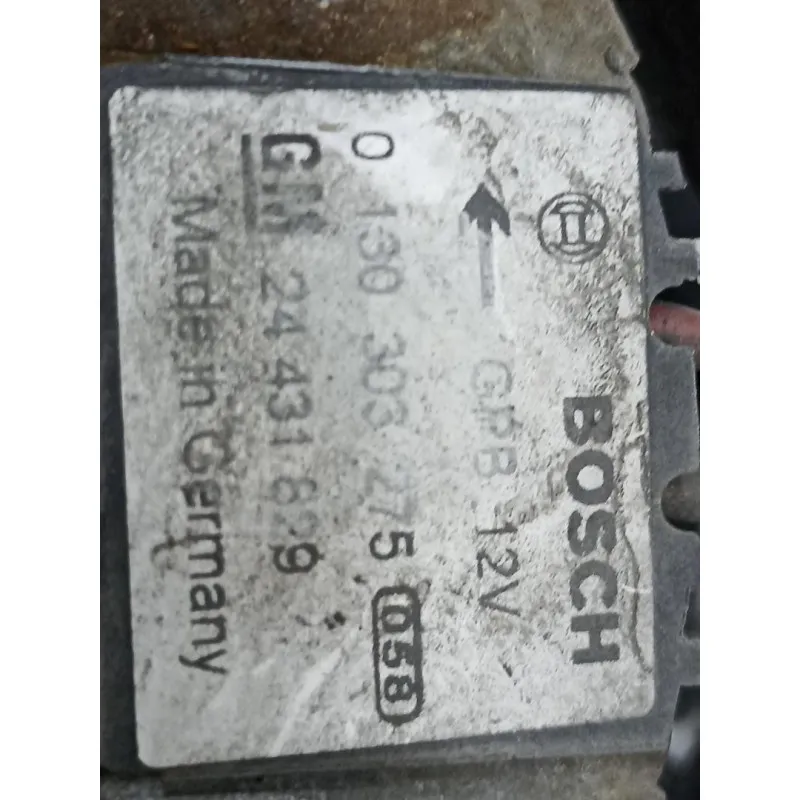 BOSCH
GPB 12V
0 130 303 275 058
GM 24 431 829
Made in Germany